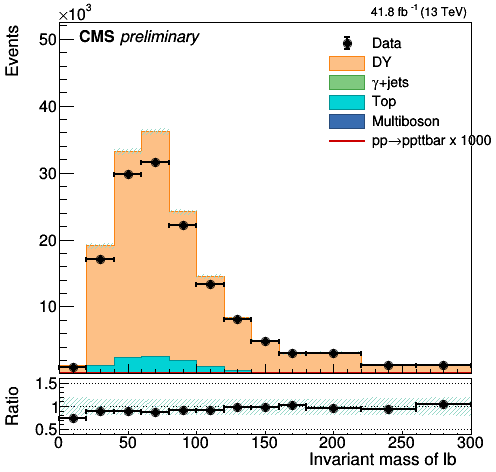 ×10³
41.8 fb⁻¹ (13 TeV)
Events
CMS preliminary
50
40
30
20
10
Data
DY
γ+jets
Top
Multiboson
pp→ppttbar x 1000
Ratio
1.5
1
0.5
0 50 100 150 200 250 300
Invariant mass of lb